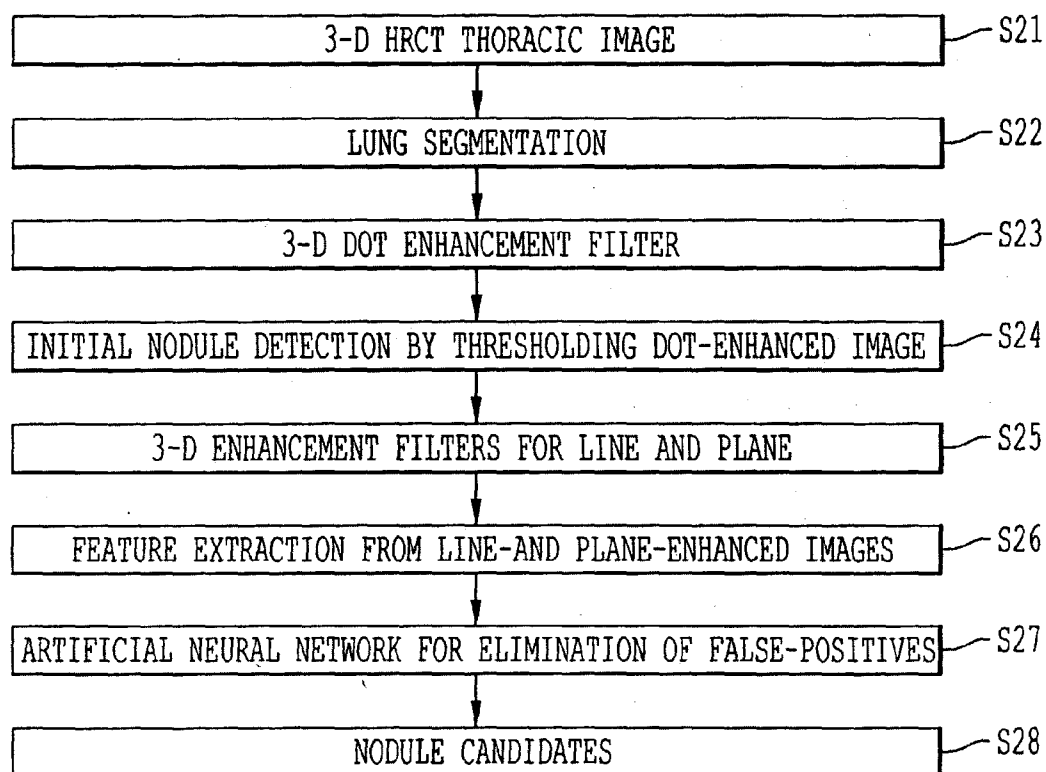 3-D HRCT THORACIC IMAGE S21
LUNG SEGMENTATION S22
3-D DOT ENHANCEMENT FILTER S23
INITIAL NODULE DETECTION BY THRESHOLDING DOT-ENHANCED IMAGE S24
3-D ENHANCEMENT FILTERS FOR LINE AND PLANE S25
FEATURE EXTRACTION FROM LINE-AND PLANE-ENHANCED IMAGES S26
ARTIFICIAL NEURAL NETWORK FOR ELIMINATION OF FALSE-POSITIVES S27
NODULE CANDIDATES S28